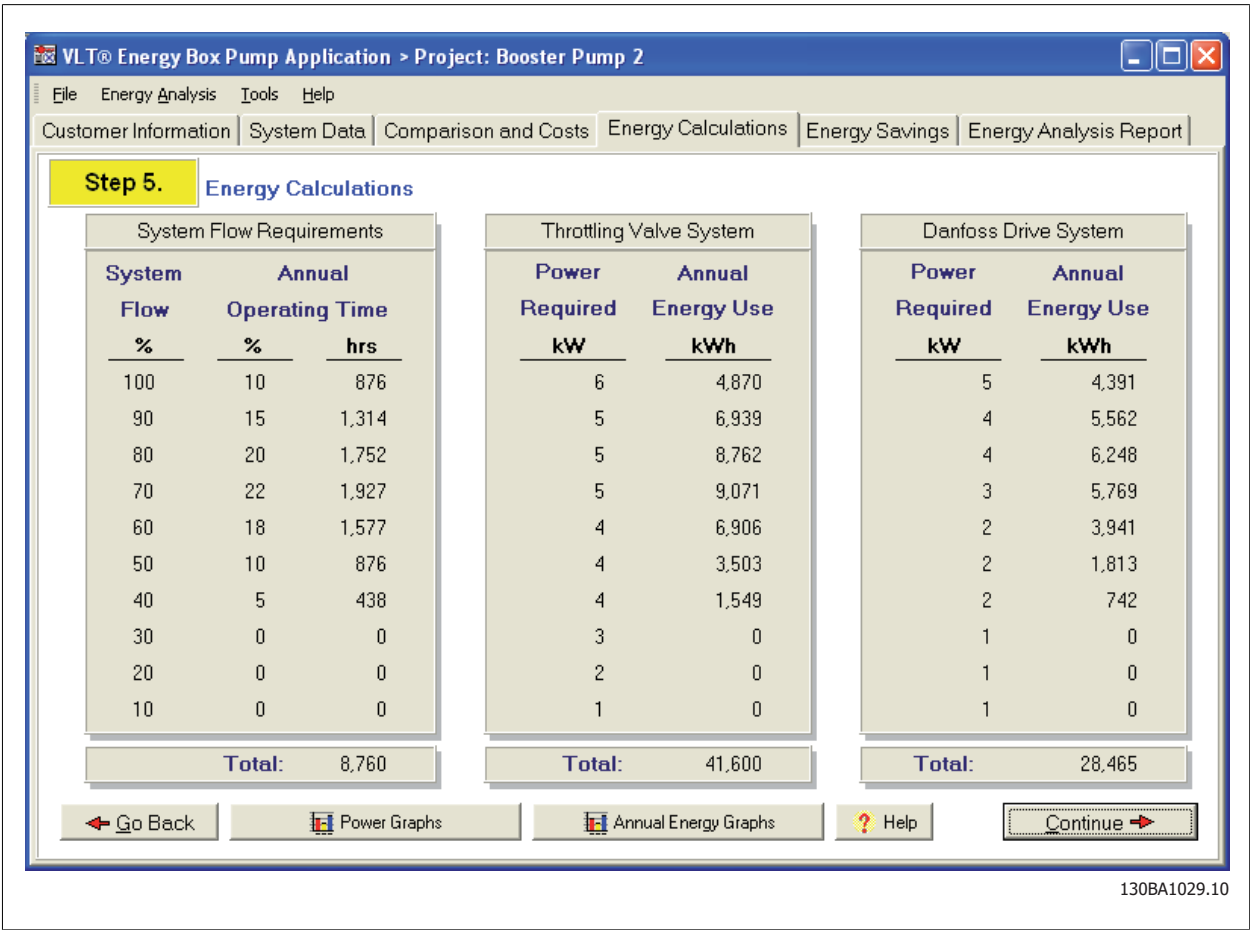 VLT® Energy Box Pump Application > Project: Booster Pump 2
File Energy Analysis Tools Help
Customer Information System Data Comparison and Costs Energy Calculations Energy Savings Energy Analysis Report
Step 5. Energy Calculations
System Flow Requirements Throttling Valve System Danfoss Drive System
System Annual Power Annual Power Annual
Flow Operating Time Required Energy Use Required Energy Use
% % hrs kW kWh kW kWh
100 10 876 6 4,870 5 4,391
90 15 1,314 5 6,939 4 5,562
80 20 1,752 5 8,762 4 6,248
70 22 1,927 5 9,071 3 5,769
60 18 1,577 4 6,906 2 3,941
50 10 876 4 3,503 2 1,813
40 5 438 4 1,549 2 742
30 0 0 3 0 1 0
20 0 0 2 0 1 0
10 0 0 1 0 1 0
Total: 8,760 Total: 41,600 Total: 28,465
Go Back Power Graphs Annual Energy Graphs ? Help Continue
130BA1029.10